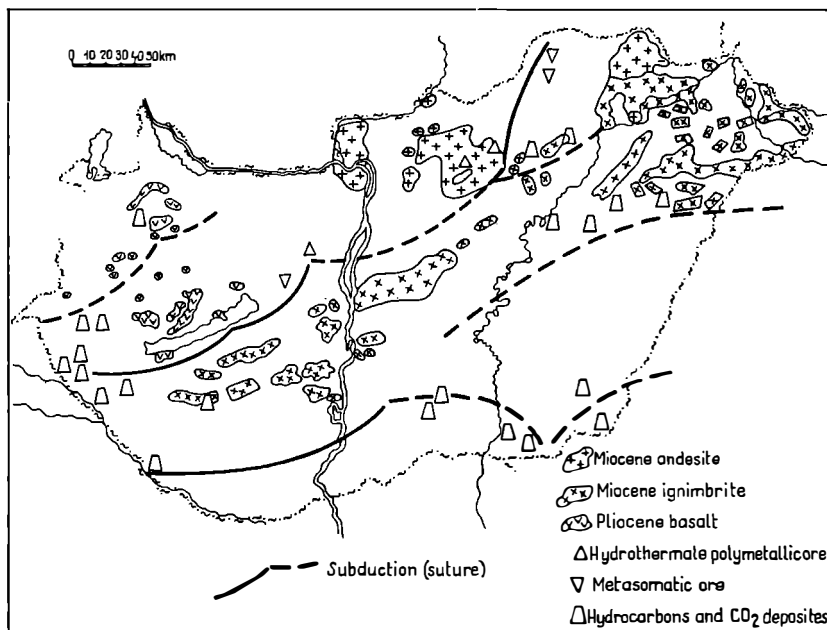 0 10 20 30 40 50km
Miocene andesite
Miocene ignimbrite
Pliocene basalt
Hydrothermate polymetallicore
Metasomatic ore
Hydrocarbons and CO₂ deposites
Subduction (suture)